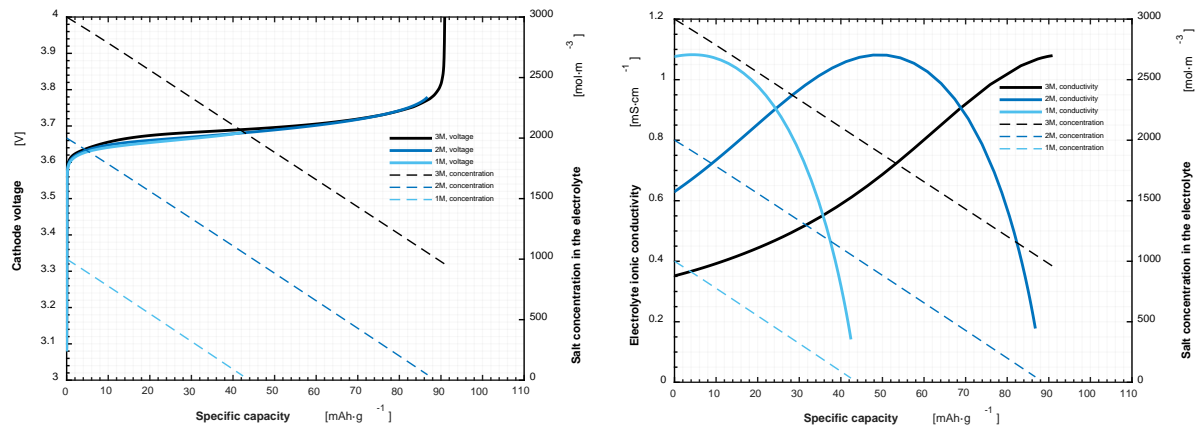 4
3.9
3.8
3.7
3.6
3.5
3.4
3.3
3.2
3.1
3
Cathode voltage [V]
3000
2500
2000
1500
1000
500
0
Salt concentration in the electrolyte [mol·m-3]
3M, voltage
2M, voltage
1M, voltage
3M, concentration
2M, concentration
1M, concentration
0 10 20 30 40 50 60 70 80 90 100 110
Specific capacity [mAh·g-1]
1.2
1
0.8
0.6
0.4
0.2
0
Electrolyte ionic conductivity [mS·cm-1]
3000
2500
2000
1500
1000
500
0
Salt concentration in the electrolyte [mol·m-3]
3M, conductivity
2M, conductivity
1M, conductivity
3M, concentration
2M, concentration
1M, concentration
0 10 20 30 40 50 60 70 80 90 100 110
Specific capacity [mAh·g-1]